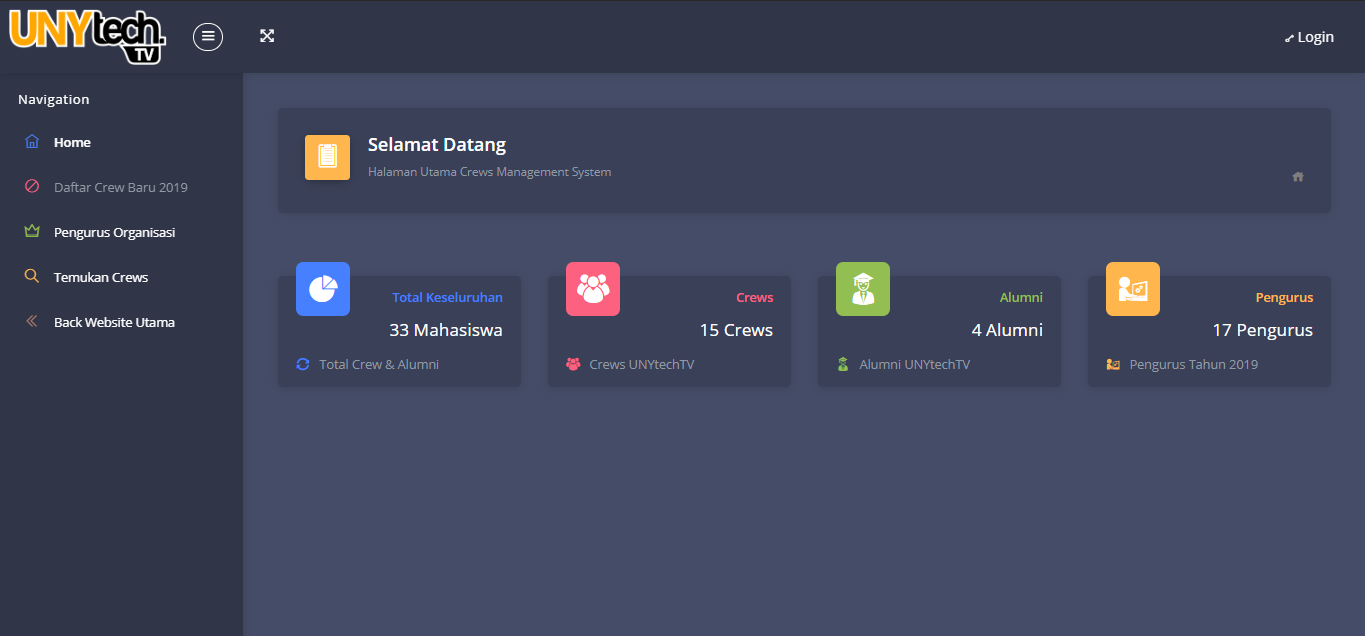 UNYtech
TV
Login
Navigation
Home
Daftar Crew Baru 2019
Pengurus Organisasi
Temukan Crews
Back Website Utama
Selamat Datang
Halaman Utama Crews Management System
Total Keseluruhan
33 Mahasiswa
Total Crew & Alumni
Crews
15 Crews
Crews UNYtechTV
Alumni
4 Alumni
Alumni UNYtechTV
Pengurus
17 Pengurus
Pengurus Tahun 2019